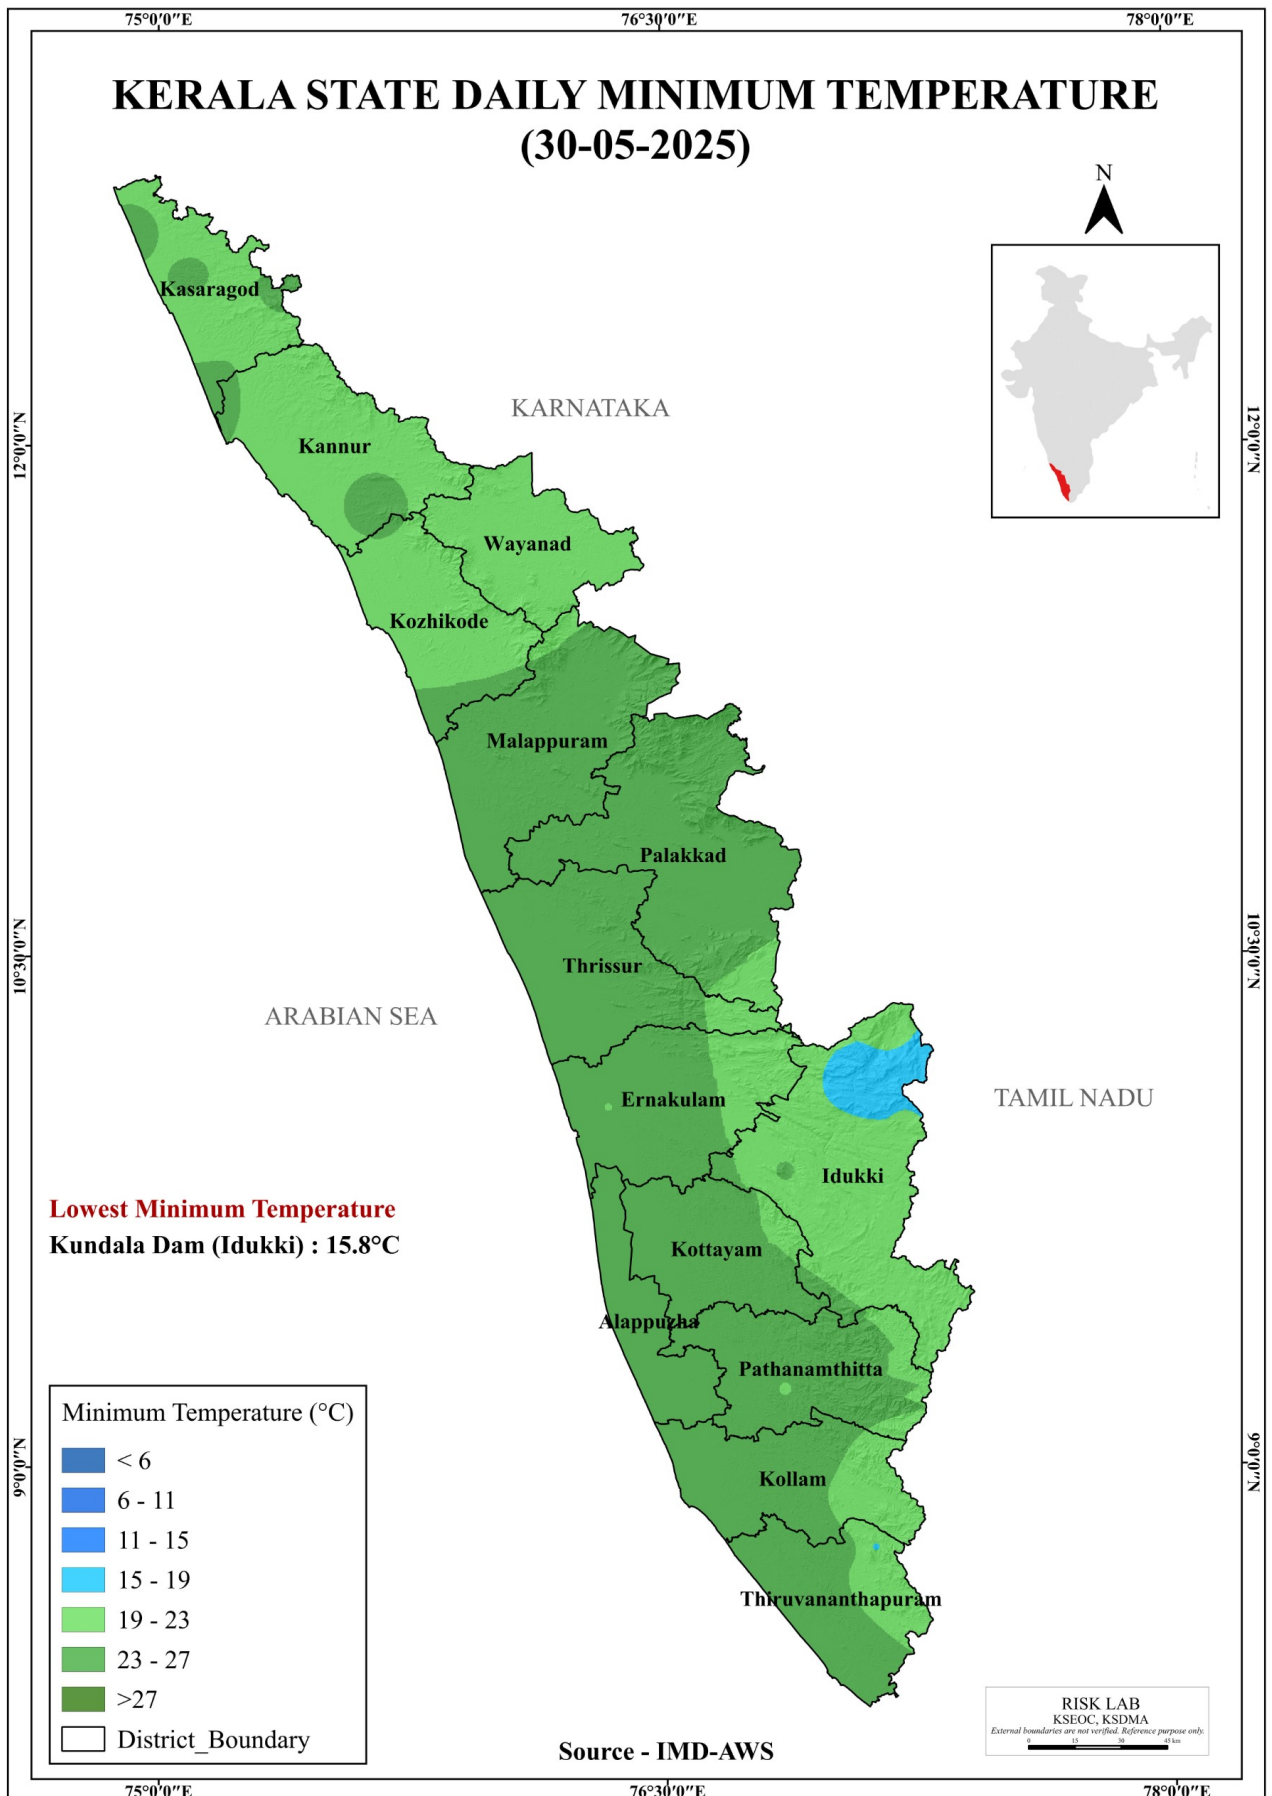 75°0'0"E
76°30'0"E
78°0'0"E
KERALA STATE DAILY MINIMUM TEMPERATURE
(30-05-2025)
N
Kasaragod
KARNATAKA
12°0'0"N
12°0'0"N
Kannur
Wayanad
Kozhikode
Malappuram
Palakkad
10°30'0"N
10°30'0"N
Thrissur
ARABIAN SEA
Ernakulam
TAMIL NADU
Idukki
Lowest Minimum Temperature
Kundala Dam (Idukki) : 15.8°C
Kottayam
Alappuzha
Pathanamthitta
Minimum Temperature (°C)
< 6
6 - 11
11 - 15
15 - 19
19 - 23
23 - 27
>27
District_Boundary
9°0'0"N
9°0'0"N
Kollam
Thiruvananthapuram
RISK LAB
KSEOC, KSDMA
External boundaries are not verified. Reference purpose only.
0 15 30 45 km
Source - IMD-AWS
75°0'0"E
76°30'0"E
78°0'0"E